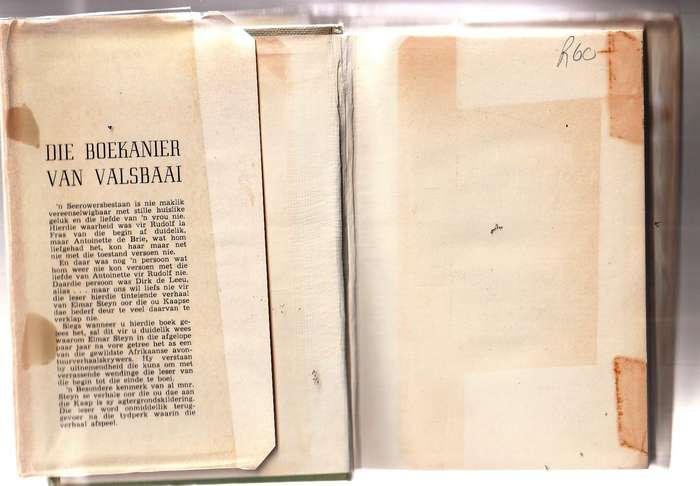 DIE BOEKANIER
VAN VALSBAAI
'n Seerowersbestaan is nie maklik
vereenselwigbaar met stille huislike
geluk en die liefde van 'n vrou nie.
Hierdie waarheid was vir Rudolf la
Fras van die begin af duidelik,
maar Antoinette de Brie, wat hom
liefgehad het, kon haar maar net
nie met die toestand versoen nie.
En daar was nog 'n persoon wat
hom weer nie kon versoen met die
liefde van Antoinette vir Rudolf nie.
Daardie persoon was Dirk de Leeu,
alias . . . maar ons wil liefs nie vir
die leser hierdie tintelende verhaal
van Elmar Steyn oor die ou Kaapse
dae bederf deur te veel daarvan te
verklap nie.
Slegs wanneer u hierdie boek ge-
lees het, sal dit vir u duidelik wees
waarom Elmar Steyn in die afgelope
paar jaar na vore getree het as een
van die gewildste Afrikaanse avon-
tuurverhaalskrywers. Hy verstaan
by uitnemendheid die kuns om met
verrassende wendinge die leser van
die begin tot die einde te boei.
'n Besondere kenmerk van al mnr.
Steyn se verhale oor die ou dae aan
die Kaap is sy agtergrondskildering.
Die leser word onmiddellik terug-
gevoer na die tydperk waarin die
verhaal afspeel.
R60